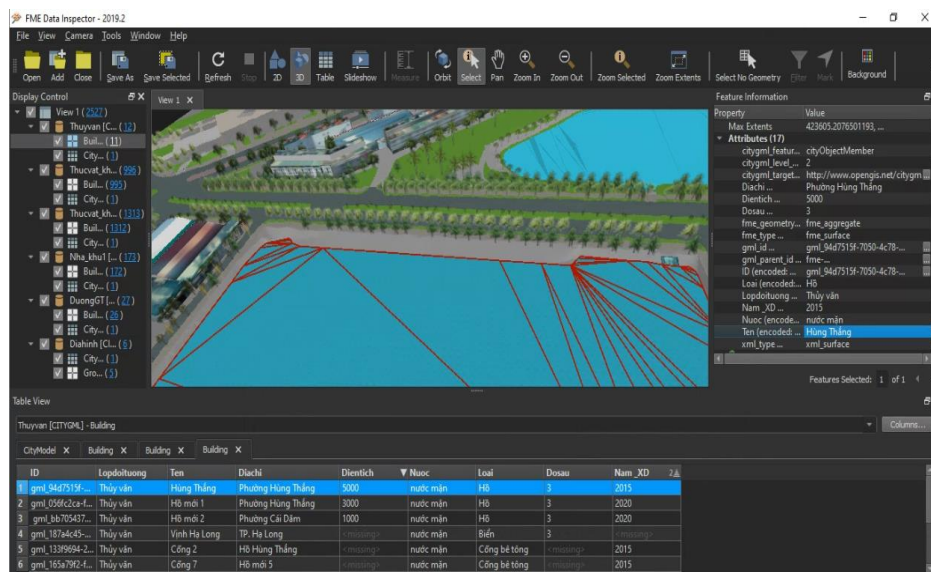 FME Data Inspector - 2019.2
File View Camera Tools Window Help
Open Add Close Save As Save Selected Refresh Stop 2D 3D Table Slideshow Measure Orbit Select Pan Zoom In Zoom Out Zoom Selected Zoom Extents Select No Geometry Filter Mark Background
Display Control
View 1 (2527)
Thuyvan [C... (12)
Buil... (11)
City... (1)
Thucvat_kh... (996)
Buil... (995)
City... (1)
Thucvat_kh... (1313)
Buil... (1312)
City... (1)
Nha_khu1 [... (173)
Buil... (172)
City... (1)
DuongGT [... (27)
Buil... (26)
City... (1)
Diahinh [Cl... (6)
City... (1)
Gro... (5)
View 1
Feature Information
Property Value
Max Extents 423605.2076501193, ...
Attributes (17)
citygml_featur... cityObjectMember
citygml_level_... 2
citygml_target... http://www.opengis.net/citygm
Diachi ... Phường Hùng Thắng
Dientich ... 5000
Dosau ... 3
fme_geometry... fme_aggregate
fme_type ... fme_surface
gml_id ... gml_94d7515f-7050-4c78-...
gml_parent_id ... fme-...
ID (encoded: ... gml_94d7515f-7050-4c78-...
Loai (encoded:... Hồ
Lopdoituong ... Thủy văn
Nam _XD ... 2015
Nuoc (encode... nước mặn
Ten (encoded: ... Hùng Thắng
xml_type ... xml_surface
Features Selected: 1 of 1
Table View
Thuyvan [CITYGML] - Building
Columns...
CityModel Building Building Building
ID Lopdoituong Ten Diachi Dientich Nuoc Loai Dosau Nam _XD 2
1 gml_94d7515f-... Thủy văn Hùng Thắng Phường Hùng Thắng 5000 nước mặn Hồ 3 2015
2 gml_056fc2ca-f... Thủy văn Hồ mới 1 Phường Hùng Thắng 3000 nước mặn Hồ 3 2020
3 gml_bb705437... Thủy văn Hồ mới 2 Phường Cái Dăm 1000 nước mặn Hồ 3 2020
4 gml_187a4c45-... Thủy văn Vịnh Hạ Long TP. Hạ Long <missing> nước mặn Biển 3 <missing>
5 gml_133f9694-2... Thủy văn Cống 2 Hồ Hùng Thắng <missing> nước mặn Cống bê tông <missing> 2015
6 gml_165a79f2-f... Thủy văn Cống 7 Hồ mới 5 <missing> nước mặn Cống bê tông <missing> 2015